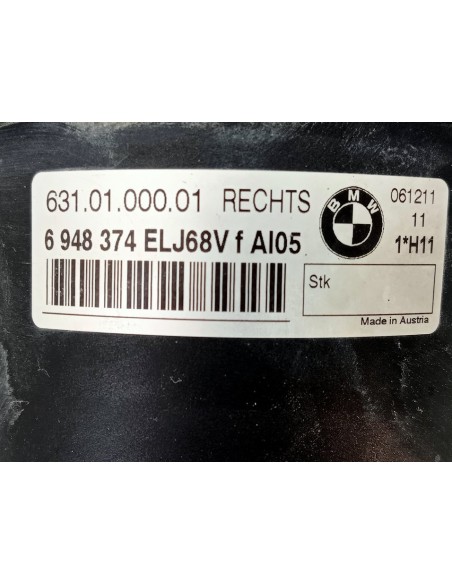 631.01.000.01 RECHTS
BMW
061211
11
6 948 374 ELJ68V f AI05
1*H11
Stk
Made in Austria